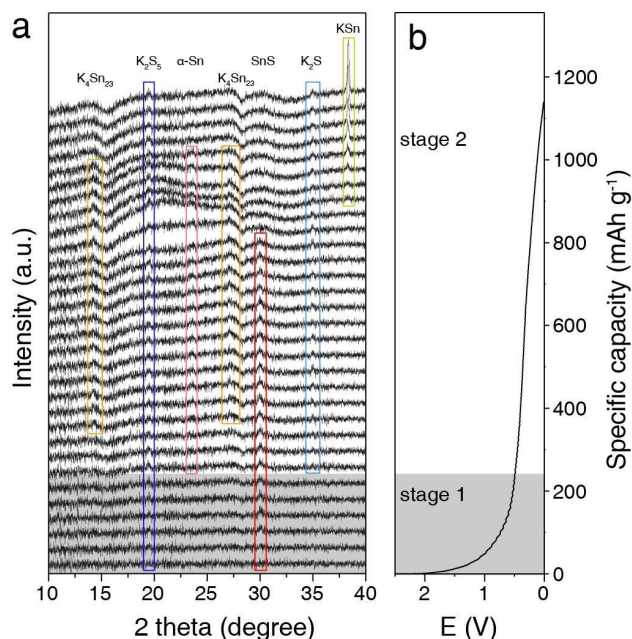 a
b
KSn
K₂S₅
α-Sn
SnS
K₂S
K₄Sn₂₃
K₄Sn₂₃
1200
stage 2
1000
800
600
400
stage 1
200
0
Intensity (a.u.)
Specific capacity (mAh g⁻¹)
10 15 20 25 30 35 40
2 1 0
2 theta (degree)
E (V)